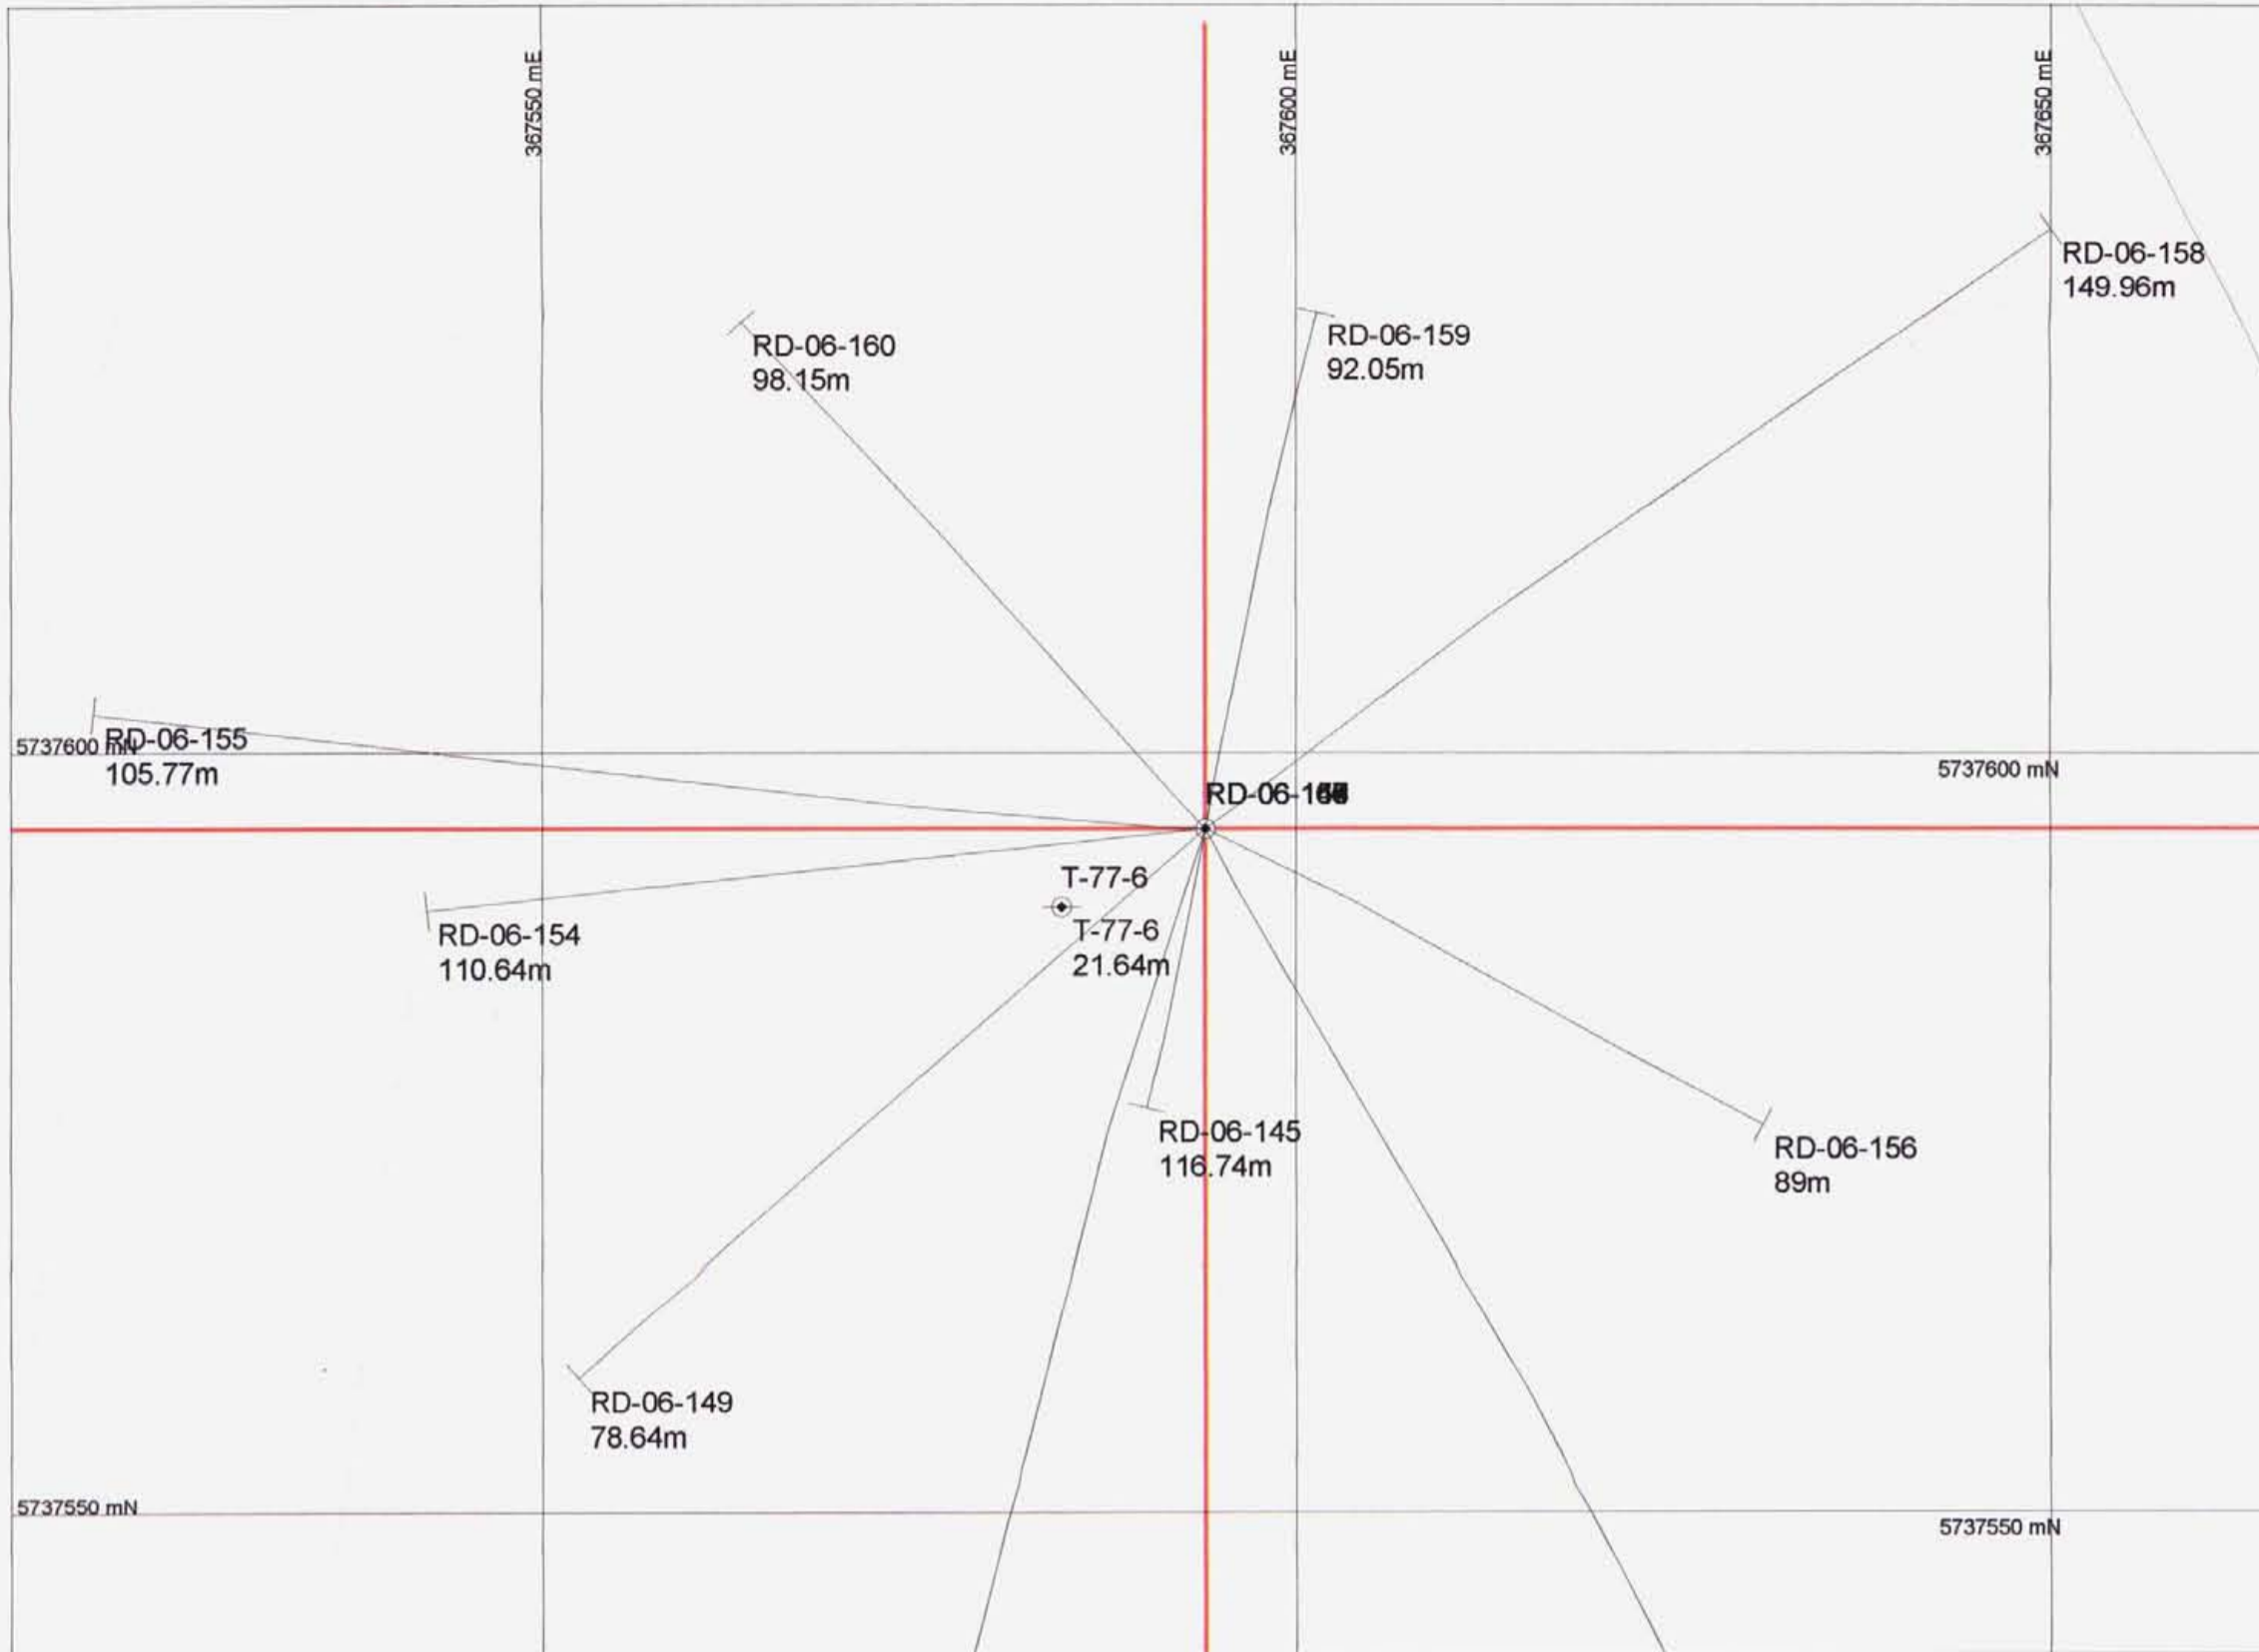 367550 mE
367600 mE
367650 mE
RD-06-158
149.96m
RD-06-160
98.15m
RD-06-159
92.05m
RD-06-155
105.77m
5737600 mN
5737600 mN
T-77-6
T-77-6
21.64m
RD-06-154
110.64m
RD-06-145
116.74m
RD-06-156
89m
RD-06-149
78.64m
5737550 mN
5737550 mN